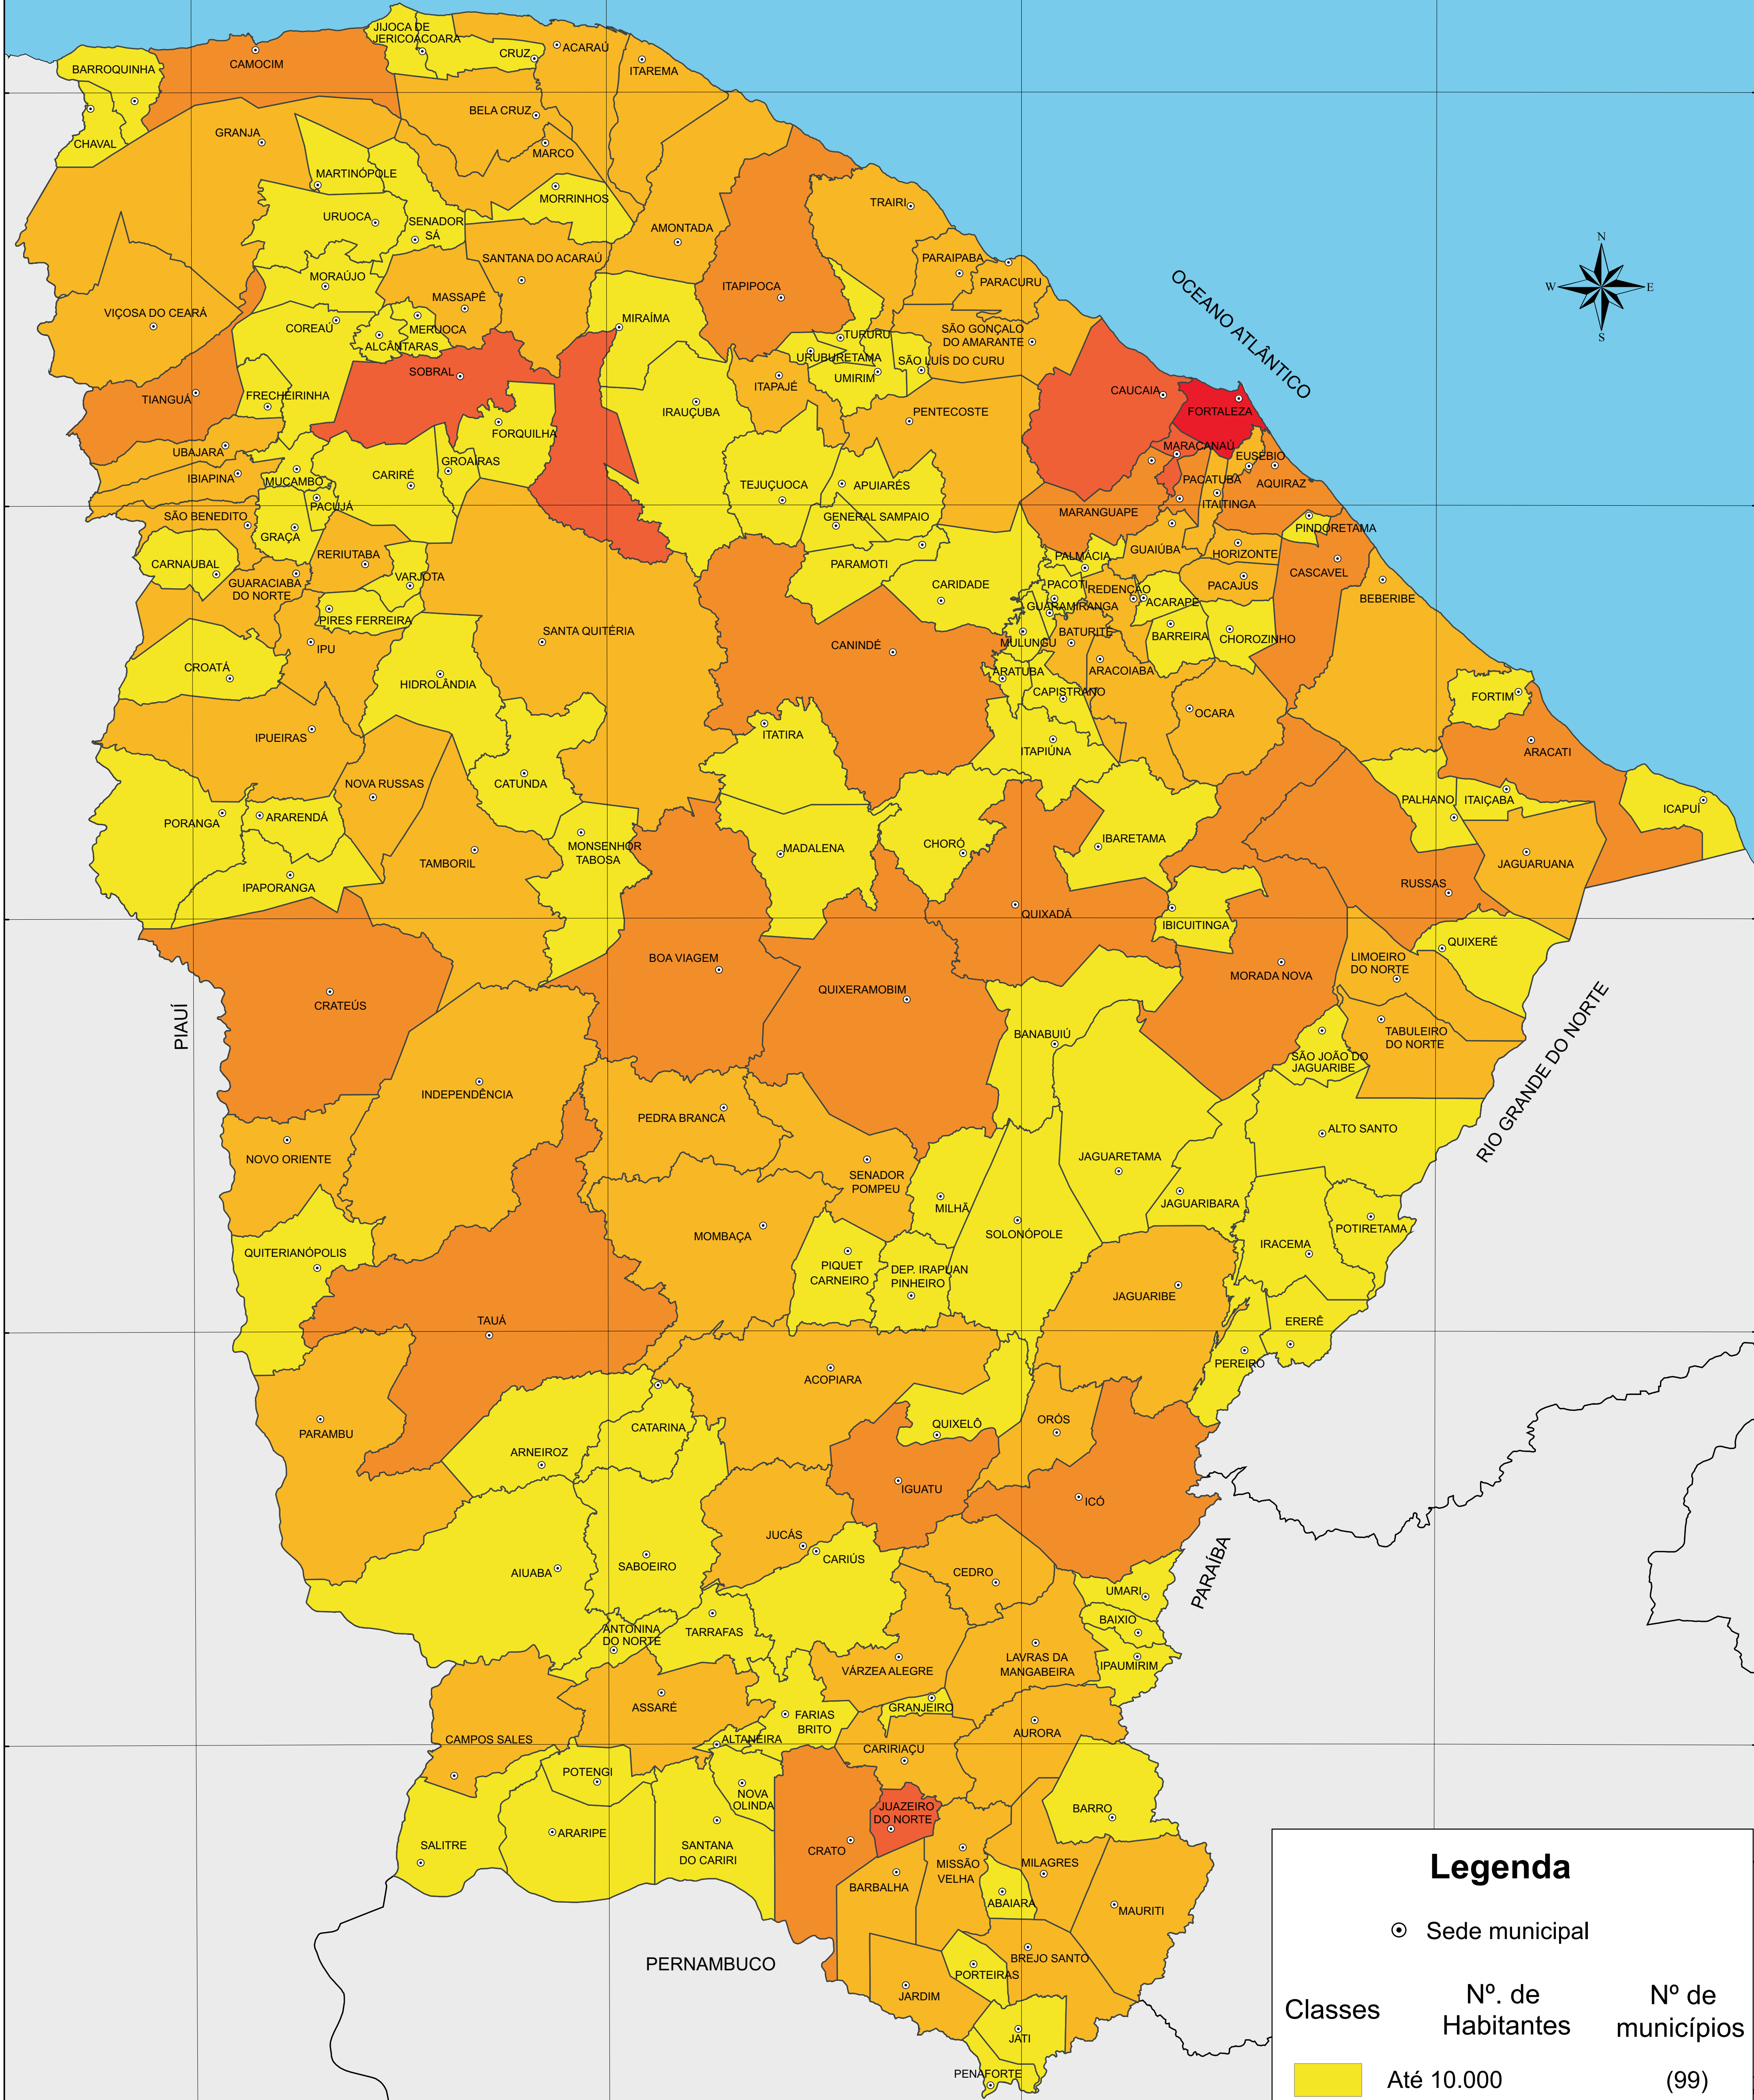 JIJOCA DE
JERICOACOARA
CRUZ
ACARAÚ
ITAREMA
BARROQUINHA
CAMOCIM
CHAVAL
GRANJA
BELA CRUZ
MARCO
MARTINÓPOLE
MORRINHOS
URUOCA
SENADOR
SÁ
AMONTADA
TRAIRI
SANTANA DO ACARAÚ
MORAÚJO
MASSAPÊ
ITAPIPOCA
PARAIPABA
PARACURU
OCEANO ATLÂNTICO
N
W
E
S
VIÇOSA DO CEARÁ
COREAÚ
MERUOCA
ALCÂNTARAS
MIRAÍMA
TURURU
URUBURETAMA
SÃO GONÇALO
DO AMARANTE
SÃO LUÍS DO CURU
UMIRIM
SOBRAL
TIANGUÁ
FRECHEIRINHA
IRAUÇUBA
ITAPAJÉ
PENTECOSTE
CAUCAIA
FORTALEZA
FORQUILHA
UBAJARA
IBIAPINA
MUCAMBO
CARIRÉ
GROAÍRAS
TEJUÇUOCA
APUIARÉS
MARACANAÚ
EUSÉBIO
PACATUBA
AQUIRAZ
ITAITINGA
MARANGUAPE
PACUJÁ
SÃO BENEDITO
GRAÇA
GENERAL SAMPAIO
PINDORETAMA
CARNAUBAL
RERIUTABA
VARJOTA
GUARACIABA
DO NORTE
PARAMOTI
CARIDADE
PALMÁCIA
GUAIÚBA
HORIZONTE
CASCAVEL
PACOTI
REDENÇÃO
ACARAPE
PACAJUS
BEBERIBE
GUARAMIRANGA
PIRES FERREIRA
IPU
SANTA QUITÉRIA
CANINDÉ
MULUNGU
BATURITÉ
BARREIRA
CHOROZINHO
CROATÁ
HIDROLÂNDIA
ARATUBA
ARACOIABA
CAPISTRANO
OCARA
FORTIM
IPUEIRAS
ITATIRA
ITAPIÚNA
ARACATI
NOVA RUSSAS
CATUNDA
PORANGA
ARARENDÁ
PALHANO
ITAIÇABA
ICAPUÍ
TAMBORIL
MONSENHOR
TABOSA
MADALENA
CHORÓ
IBARETAMA
JAGUARUANA
IPAPORANGA
RUSSAS
QUIXADÁ
IBICUITINGA
BOA VIAGEM
QUIXERAMOBIM
MORADA NOVA
LIMOEIRO
DO NORTE
QUIXERÉ
PIAUÍ
CRATEÚS
BANABUIÚ
TABULEIRO
DO NORTE
SÃO JOÃO DO
JAGUARIBE
RIO GRANDE DO NORTE
INDEPENDÊNCIA
PEDRA BRANCA
ALTO SANTO
NOVO ORIENTE
SENADOR
POMPEU
JAGUARETAMA
MILHÃ
JAGUARIBARA
SOLONÓPOLE
POTIRETAMA
IRACEMA
QUITERIANÓPOLIS
MOMBAÇA
PIQUET
CARNEIRO
DEP. IRAPUAN
PINHEIRO
JAGUARIBE
TAUÁ
ERERÊ
PEREIRO
ACOPIARA
PARAMBU
CATARINA
QUIXELÔ
ORÓS
ARNEIROZ
IGUATU
ICÓ
JUCÁS
CARIÚS
AIUABA
SABOEIRO
CEDRO
UMARI
PARAÍBA
BAIXIO
ANTONINA
DO NORTE
TARRAFAS
VÁRZEA ALEGRE
LAVRAS DA
MANGABEIRA
IPAUMIRIM
ASSARÉ
FARIAS
BRITO
GRANJEIRO
AURORA
CAMPOS SALES
ALTANEIRA
CARIRIAÇU
POTENGI
NOVA
OLINDA
JUAZEIRO
DO NORTE
BARRO
SALITRE
ARARIPE
SANTANA
DO CARIRI
CRATO
MISSÃO
VELHA
MILAGRES
BARBALHA
ABAIARA
MAURITI
PERNAMBUCO
BREJO SANTO
PORTEIRAS
JARDIM
JATI
PENAFORTE
Legenda
Sede municipal
Classes
Nº. de
Habitantes
Nº de
municípios
Até 10.000
(99)